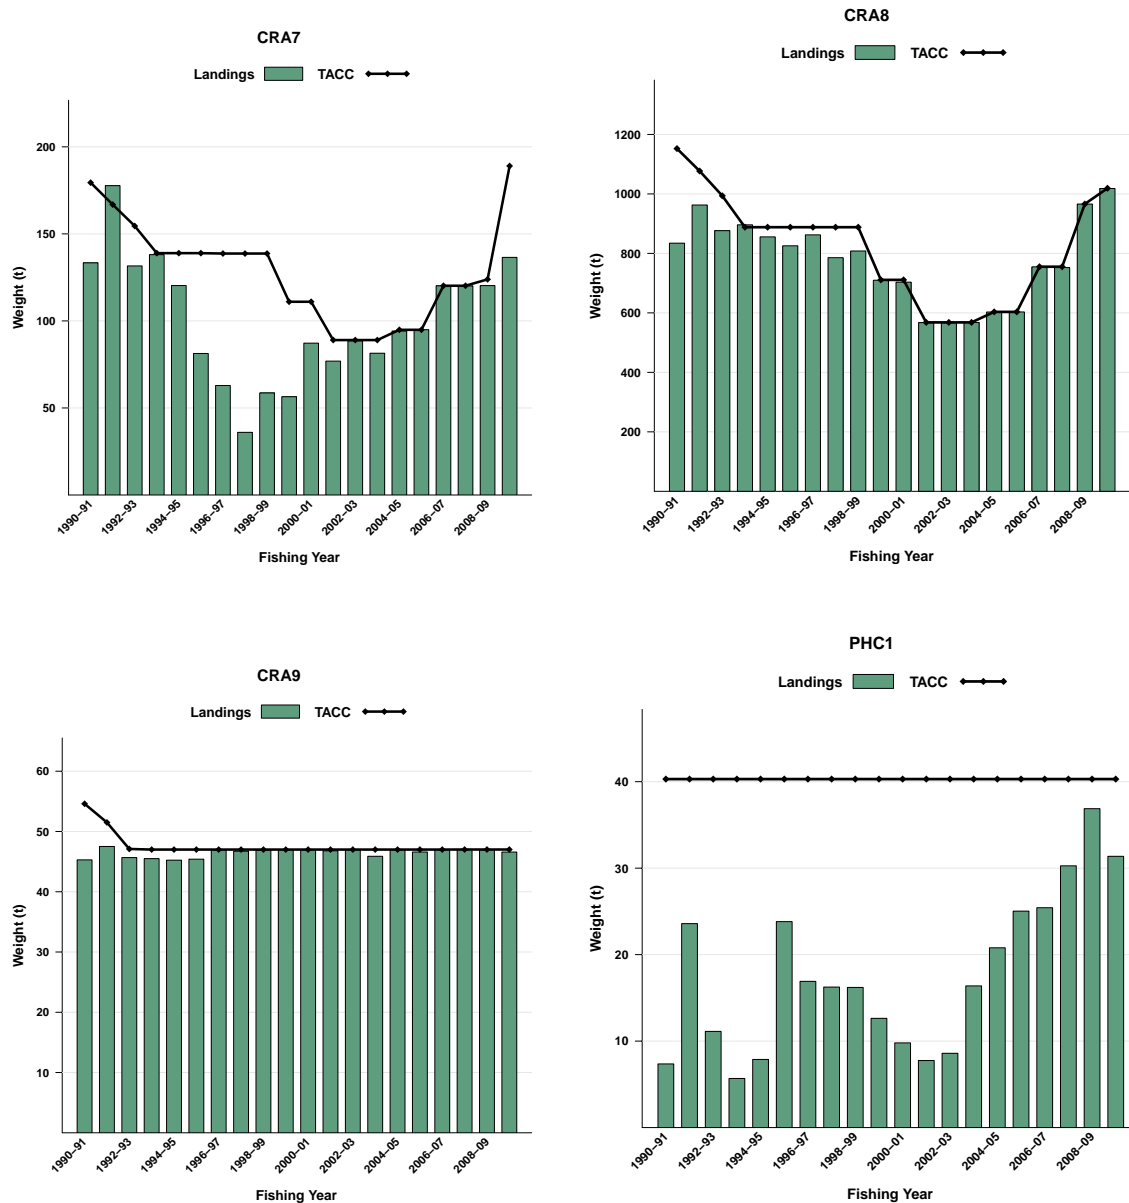 CRA7
Landings TACC
Weight (t)
200
150
100
50
1990–91 1992–93 1994–95 1996–97 1998–99 2000–01 2002–03 2004–05 2006–07 2008–09
Fishing Year
CRA8
Landings TACC
Weight (t)
1200
1000
800
600
400
200
1990–91 1992–93 1994–95 1996–97 1998–99 2000–01 2002–03 2004–05 2006–07 2008–09
Fishing Year
CRA9
Landings TACC
Weight (t)
60
50
40
30
20
10
1990–91 1992–93 1994–95 1996–97 1998–99 2000–01 2002–03 2004–05 2006–07 2008–09
Fishing Year
PHC1
Landings TACC
Weight (t)
40
30
20
10
1990–91 1992–93 1994–95 1996–97 1998–99 2000–01 2002–03 2004–05 2006–07 2008–09
Fishing Year